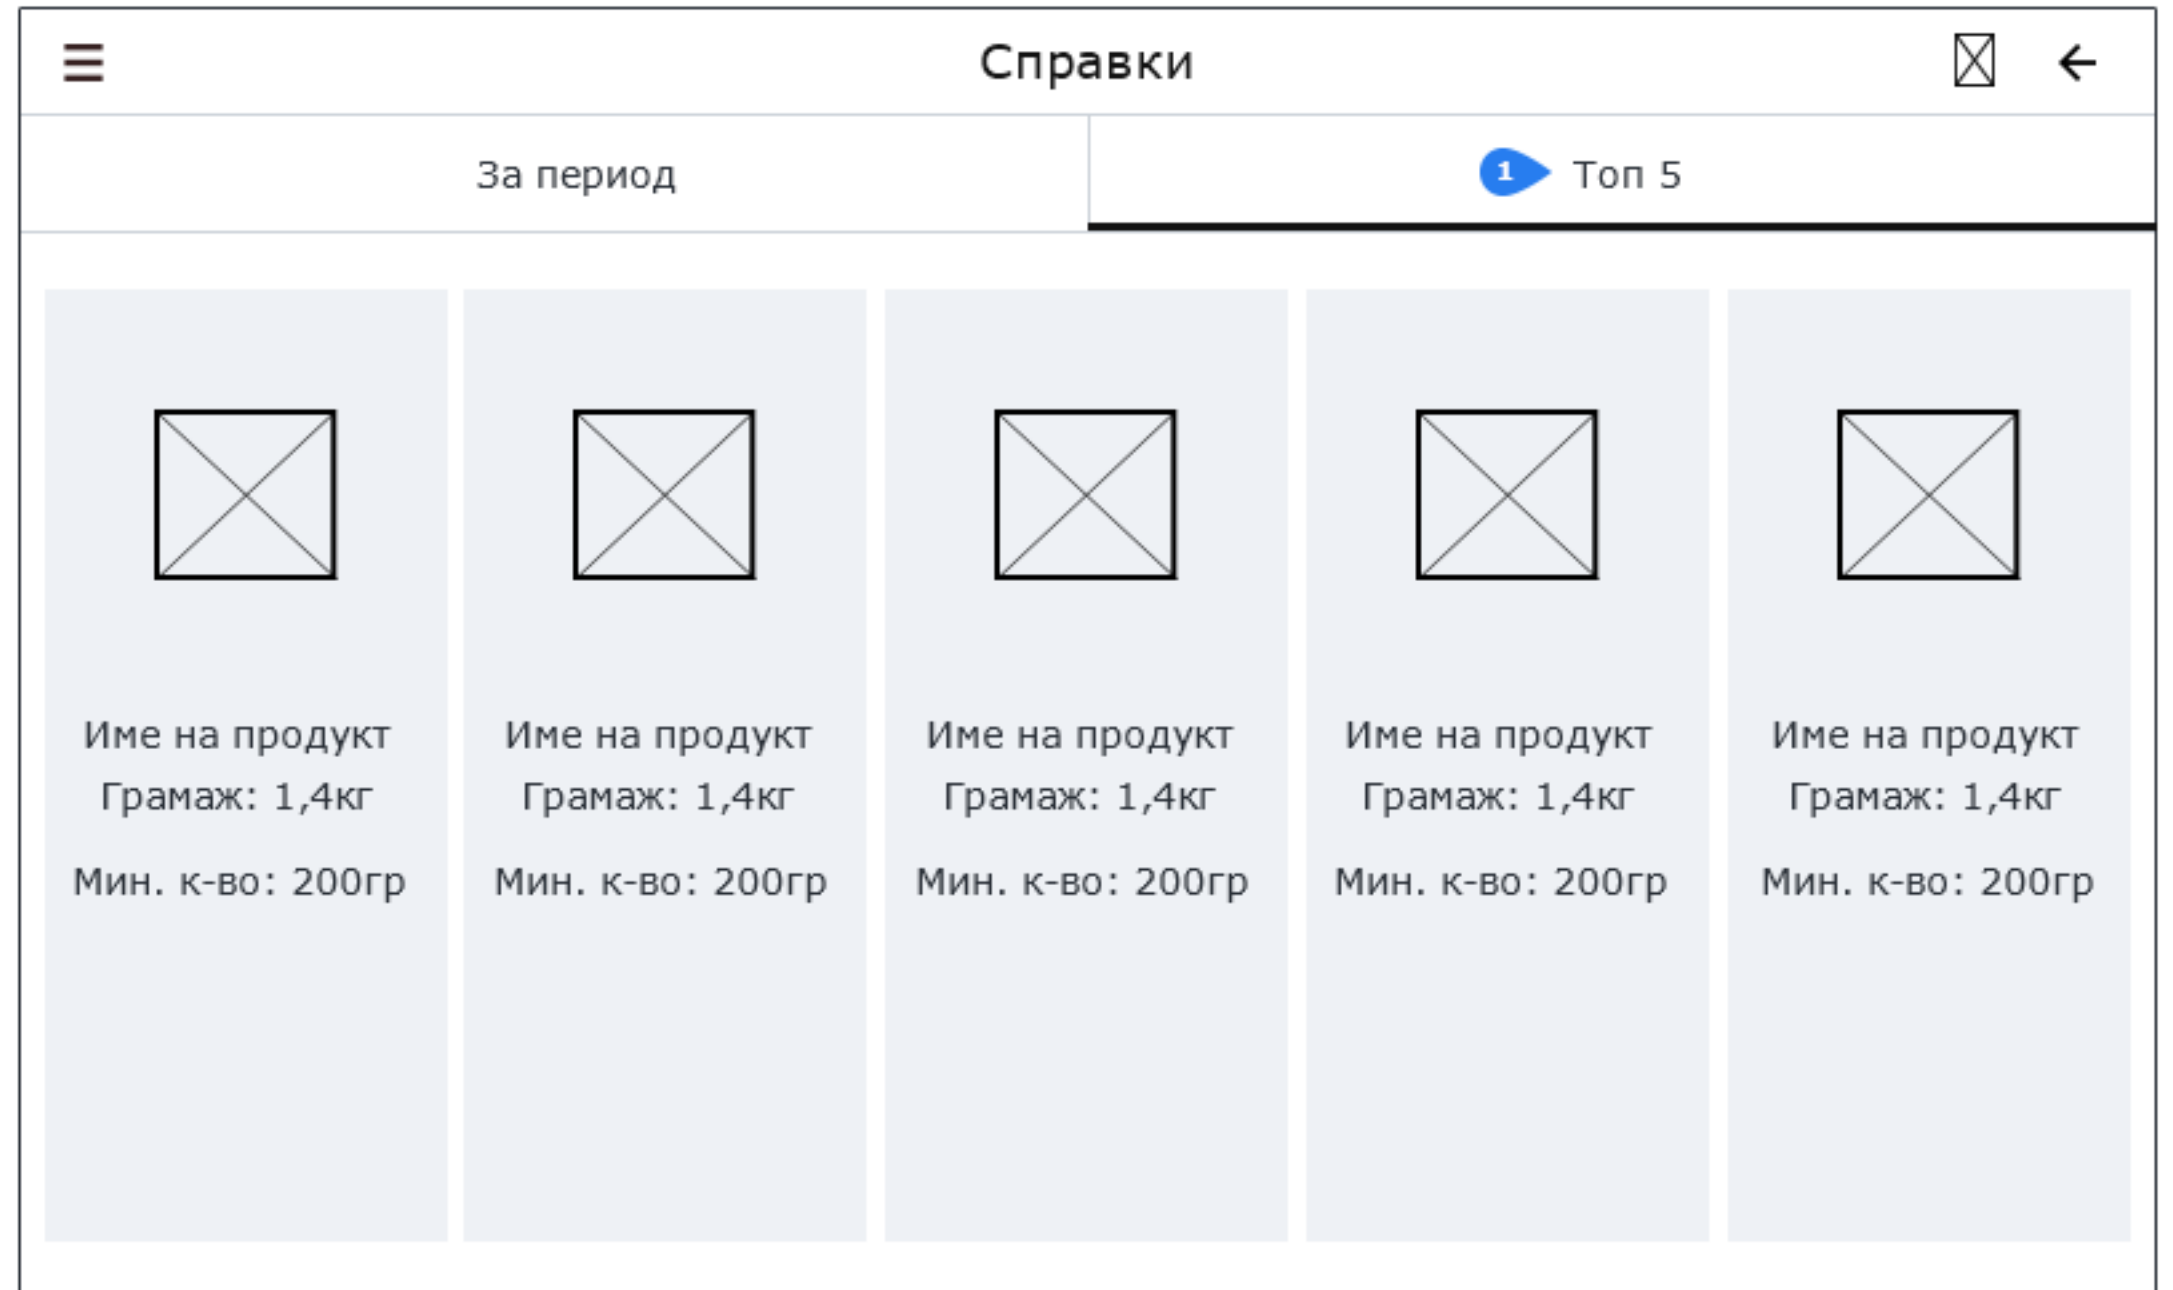 Справки
За период
1 Топ 5
Име на продукт
Грамаж: 1,4кг
Мин. к-во: 200гр
Име на продукт
Грамаж: 1,4кг
Мин. к-во: 200гр
Име на продукт
Грамаж: 1,4кг
Мин. к-во: 200гр
Име на продукт
Грамаж: 1,4кг
Мин. к-во: 200гр
Име на продукт
Грамаж: 1,4кг
Мин. к-во: 200гр